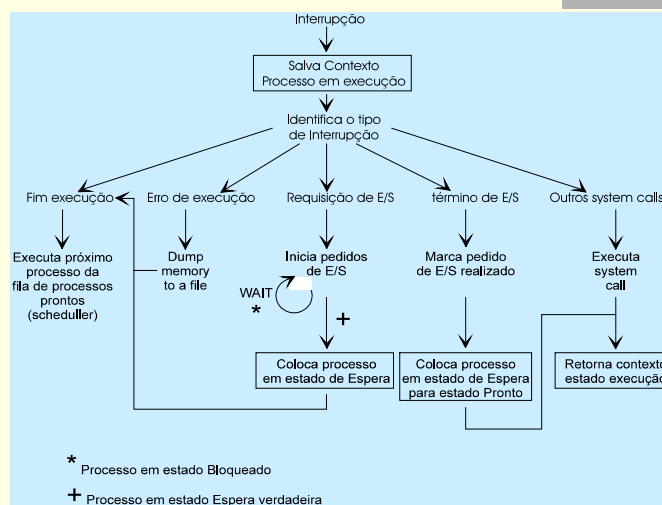 Interrupção
Salva Contexto
Processo em execução
Identifica o tipo
de Interrupção
Fim execução
Erro de execução
Requisição de E/S
término de E/S
Outros system calls
Executa próximo
processo da
fila de processos
prontos
(scheduller)
Dump
memory
to a file
Inicia pedidos
de E/S
Marca pedido
de E/S realizado
Executa
system
call
WAIT
*
+
Coloca processo
em estado de Espera
Coloca processo
em estado de Espera
para estado Pronto
Retorna contexto
estado execução
* Processo em estado Bloqueado
+ Processo em estado Espera verdadeira